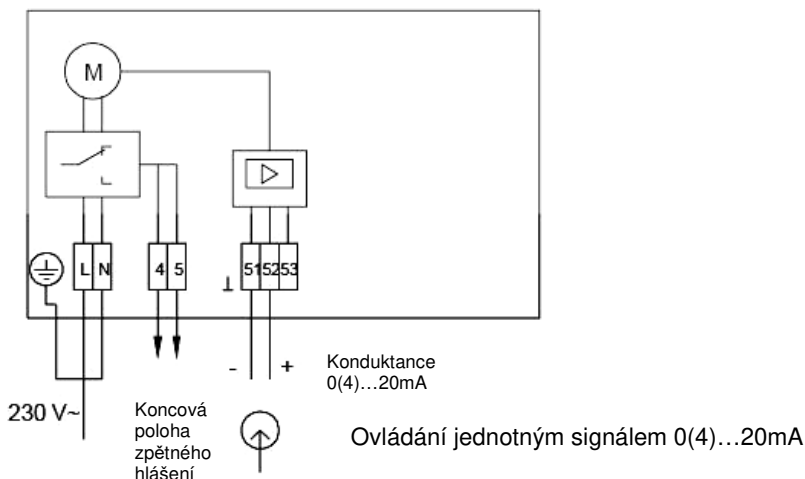 M
L N 4 5 ⊥ 51 52 53
- + Konduktance
0(4)...20mA
230 V~
Koncová
poloha
zpětného
hlášení
Ovládání jednotným signálem 0(4)...20mA